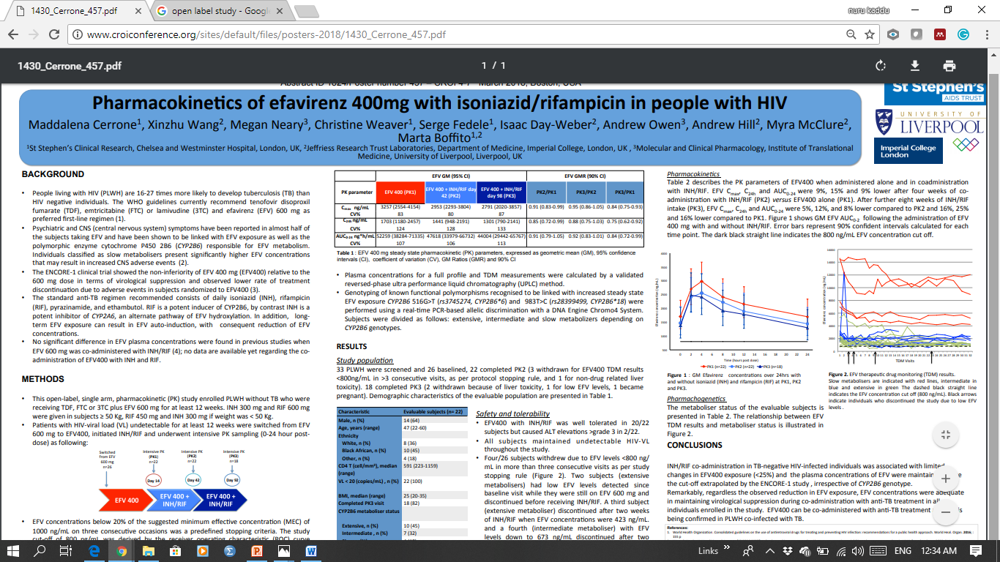 1430_Cerrone_457.pdf
open label study - Googl
nuru kaddu
www.croiconference.org/sites/default/files/posters-2018/1430_Cerrone_457.pdf
1430_Cerrone_457.pdf
1 / 1
Pharmacokinetics of efavirenz 400mg with isoniazid/rifampicin in people with HIV
Maddalena Cerrone1, Xinzhu Wang2, Megan Neary3, Christine Weaver1, Serge Fedele1, Isaac Day-Weber2, Andrew Owen3, Andrew Hill2, Myra McClure2,
Marta Boffito1,2
1St Stephen's Clinical Research, Chelsea and Westminster Hospital, London, UK, 2Jeffriess Research Trust Laboratories, Department of Medicine, Imperial College, London, UK , 3Molecular and Clinical Pharmacology, Institute of Translational
Medicine, University of Liverpool, Liverpool, UK
St Stephen's
AIDS TRUST
UNIVERSITY OF
LIVERPOOL
Imperial College
London
BACKGROUND
• People living with HIV (PLWH) are 16-27 times more likely to develop tuberculosis (TB) than
HIV negative individuals. The WHO guidelines currently recommend tenofovir disoproxil
fumarate (TDF), emtricitabine (FTC) or lamivudine (3TC) and efavirenz (EFV) 600 mg as
preferred first-line regimen (1).
• Psychiatric and CNS (central nervous system) symptoms have been reported in almost half of
the subjects taking EFV and have been shown to be linked with EFV exposure as well as the
polymorphic enzyme cytochrome P450 2B6 (CYP2B6) responsible for EFV metabolism.
Individuals classified as slow metabolisers present significantly higher EFV concentrations
that may result in increased CNS adverse events (2).
• The ENCORE-1 clinical trial showed the non-inferiority of EFV 400 mg (EFV400) relative to the
600 mg dose in terms of virological suppression and observed lower rate of treatment
discontinuation due to adverse events in subjects randomized to EFV400 (3).
• The standard anti-TB regimen recommended consists of daily isoniazid (INH), rifampicin
(RIF), pyrazinamide, and ethambutol. RIF is a potent inducer of CYP2B6, by contrast INH is a
potent inhibitor of CYP2A6, an alternate pathway of EFV hydroxylation. In addition, long-
term EFV exposure can result in EFV auto-induction, with consequent reduction of EFV
concentrations.
• No significant difference in EFV plasma concentrations were found in previous studies when
EFV 600 mg was co-administered with INH/RIF (4); no data are available yet regarding the co-
administration of EFV400 with INH and RIF.
METHODS
• This open-label, single arm, pharmacokinetic (PK) study enrolled PLWH without TB who were
receiving TDF, FTC or 3TC plus EFV 600 mg for at least 12 weeks. INH 300 mg and RIF 600 mg
were given in subjects ≥ 50 Kg, RIF 450 mg and INH 300 mg if weight was < 50 Kg.
• Patients with HIV-viral load (VL) undetectable for at least 12 weeks were switched from EFV
600 mg to EFV400, initiated INH/RIF and underwent intensive PK sampling (0-24 hour post-
dose) as following:
Switched from EFV 600 mg n=26
Intensive PK (PK1) n=22
Intensive PK (PK2) n=22
Intensive PK (PK3) n=18
Day 14
Day 42
Day 92
EFV 400
EFV 400 + INH/RIF
EFV 400 + INH/RIF
• EFV concentrations below 20% of the suggested minimum effective concentration (MEC) of
1000 ng/mL on three consecutive occasions was a predefined stopping criteria. The study
cut-off of 800 ng/mL was derived by the receiver operating characteristic (ROC) curve
EFV GM (95% CI) EFV GMR (90% CI)
PK parameter EFV 400 (PK1) EFV 400 + INH/RIF day 42 (PK2) EFV 400 + INH/RIF day 98 (PK3) PK2/PK1 PK3/PK2 PK3/PK1
Cmax ng/mL 3257 (2554-4154) 2953 (2293-3804) 2791 (2020-3857) 0.91 (0.83-0.99) 0.95 (0.86-1.05) 0.84 (0.75-0.93)
CV% 83 80 87
C24h ng/mL 1703 (1180-2457) 1441 (948-2191) 1301 (790-2141) 0.85 (0.72-0.99) 0.88 (0.75-1.03) 0.75 (0.62-0.92)
CV% 124 128 133
AUC0-24 ng*h/mL 52259 (38284-71335) 47618 (33979-66732) 44004 (29442-65767) 0.91 (0.79-1.05) 0.92 (0.83-1.01) 0.84 (0.72-0.99)
CV% 107 106 113
Table 1 : EFV 400 mg steady state pharmacokinetic (PK) parameters, expressed as geometric mean (GM), 95% confidence
intervals (CI), coefficient of variation (CV), GM Ratios (GMR) and 90% CI
• Plasma concentrations for a full profile and TDM measurements were calculated by a validated
reversed-phase ultra performance liquid chromatography (UPLC) method.
• Genotyping of known functional polymorphisms recognised to be linked with increased steady state
EFV exposure CYP2B6 516G>T (rs3745274, CYP2B6*6) and 983T>C (rs28399499, CYP2B6*18) were
performed using a real-time PCR-based allelic discrimination with a DNA Engine Chromo4 System.
Subjects were divided as follows: extensive, intermediate and slow metabolizers depending on
CYP2B6 genotypes.
RESULTS
Study population
33 PLWH were screened and 26 baselined, 22 completed PK2 (3 withdrawn for EFV400 TDM results
<800ng/mL in >3 consecutive visits, as per protocol stopping rule, and 1 for non-drug related liver
toxicity). 18 completed PK3 (2 withdrawn because of liver toxicity, 1 for low EFV levels, 1 became
pregnant). Demographic characteristics of the evaluable population are presented in Table 1.
Characteristic Evaluable subjects (n= 22)
Male, n (%) 14 (64)
Age, years (range) 47 (22-60)
Ethnicity
White, n (%) 8 (36)
Black African, n (%) 10 (45)
Other, n (%) 4 (18)
CD4 T (cell/mm3), median (range) 591 (223-1159)
VL < 20 (copies/mL) , n (%) 22 (100)
BMI, median (range) 25 (20-35)
Completed PK3 visit 18 (82)
CYP2B6 metaboliser status
Extensive, n (%) 10 (45)
Intermediate , n (%) 7 (32)
Safety and tolerability
• EFV400 with INH/RIF was well tolerated in 20/22
subjects but caused ALT elevations >grade 3 in 2/22.
• All subjects maintained undetectable HIV-VL
throughout the study.
• Four/26 subjects withdrew due to EFV levels <800 ng/
mL in more than three consecutive visits as per study
stopping rule (Figure 2). Two subjects (extensive
metabolisers) had low EFV levels detected since
baseline visit while they were still on EFV 600 mg and
discontinued before receiving INH/RIF. A third subject
(extensive metaboliser) discontinued after two weeks
of INH/RIF when EFV concentrations were 423 ng/mL,
and a fourth (intermediate metaboliser) with EFV
levels down to 673 ng/mL discontinued after two
Pharmacokinetics
Table 2 describes the PK parameters of EFV400 when administered alone and in coadministration
with INH/RIF. EFV Cmax, C24h and AUC0-24 were 9%, 15% and 9% lower after four weeks of co-
administration with INH/RIF (PK2) versus EFV400 alone (PK1). After further eight weeks of INH/RIF
intake (PK3), EFV Cmax, C24h and AUC0-24 were 5%, 12%, and 8% lower compared to PK2 and 16%, 25%
and 16% lower compared to PK1. Figure 1 shows GM EFV AUC0-2 following the administration of EFV
400 mg with and without INH/RIF. Error bars represent 90% confident intervals calculated for each
time point. The dark black straight line indicates the 800 ng/mL EFV concentration cut off.
Efavirenz concentration (ng/mL)
Time (hours post dose)
PK1 (n=22) PK2 (n=22) PK3 (n=18)
Efavirenz concentration (ng/mL)
TDM Visits
Figure 1 : GM Efavirenz concentrations over 24hrs with
and without isoniazid (INH) and rifampicin (RIF) at PK1, PK2
and PK3.
Figure 2. EFV therapeutic drug monitoring (TDM) results.
Slow metabolisers are indicated with red lines, intermediate in
blue and extensive in green The dashed black straight line
indicates the EFV concentration cut off (800 ng/mL). Black arrows
indicate individuals who discontinued the study due to low EFV
levels .
Pharmachogenetics
The metaboliser status of the evaluable subjects is
presented in Table 2. The relationship between EFV
TDM results and metaboliser status is illustrated in
Figure 2.
CONCLUSIONS
INH/RIF co-administration in TB-negative HIV-infected individuals was associated with limited
changes in EFV400 exposure (<25%) and the plasma concentrations of EFV were maintain
the cut-off extrapolated by the ENCORE-1 study , irrespective of CYP2B6 genotype.
Remarkably, regardless the observed reduction in EFV exposure, EFV concentrations were adequate
in maintaining virological suppression during co-administration with anti-TB treatment in all
individuals enrolled in the study. EFV400 can be co-administered with anti-TB treatment
being confirmed in PLWH co-infected with TB.
References:
1. World Health Organisation. Consolidated guidelines on the use of antiretroviral drugs for treating and preventing HIV infection: recommendations for a public health approach. World Heal. Organ. 2016;
155 p
Links
ENG
12:34 AM